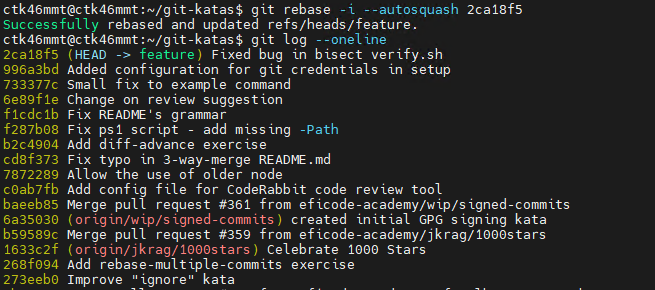 ctk46mmt@ctk46mmt:~/git-katas$ git rebase -i --autosquash 2ca18f5
Successfully rebased and updated refs/heads/feature.
ctk46mmt@ctk46mmt:~/git-katas$ git log --oneline
2ca18f5 (HEAD -> feature) Fixed bug in bisect verify.sh
996a3bd Added configuration for git credentials in setup
733377c Small fix to example command
6e89f1e Change on review suggestion
f1cdc1b Fix README's grammar
f287b08 Fix ps1 script - add missing -Path
b2c4904 Add diff-advance exercise
cd8f373 Fix typo in 3-way-merge README.md
7872289 Allow the use of older node
c0ab7fb Add config file for CodeRabbit code review tool
baeeb85 Merge pull request #361 from eficode-academy/wip/signed-commits
6a35030 (origin/wip/signed-commits) created initial GPG signing kata
b59589c Merge pull request #359 from eficode-academy/jkrag/1000stars
1633c2f (origin/jkrag/1000stars) Celebrate 1000 Stars
268f094 Add rebase-multiple-commits exercise
273eeb0 Improve "ignore" kata